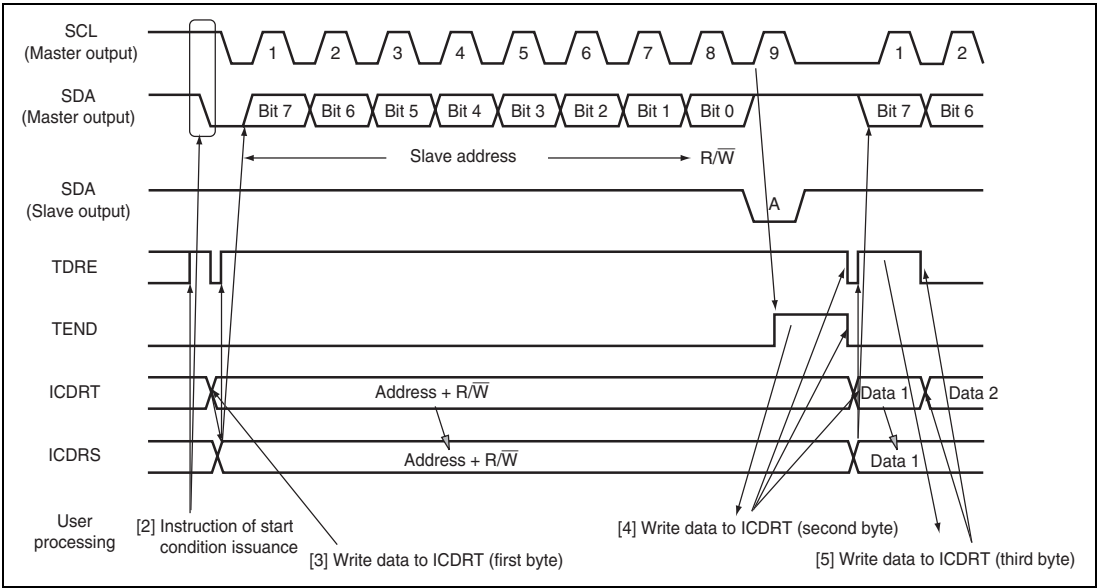 SCL
(Master output)
1 2 3 4 5 6 7 8 9 1 2
SDA
(Master output)
Bit 7 Bit 6 Bit 5 Bit 4 Bit 3 Bit 2 Bit 1 Bit 0 Bit 7 Bit 6
Slave address R/W̅
SDA
(Slave output)
A
TDRE
TEND
ICDRT
Address + R/W̅ Data 1 Data 2
ICDRS
Address + R/W̅ Data 1
User
processing
[2] Instruction of start
condition issuance
[3] Write data to ICDRT (first byte)
[4] Write data to ICDRT (second byte)
[5] Write data to ICDRT (third byte)